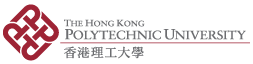 THE HONG KONG
POLYTECHNIC UNIVERSITY
香港理工大學